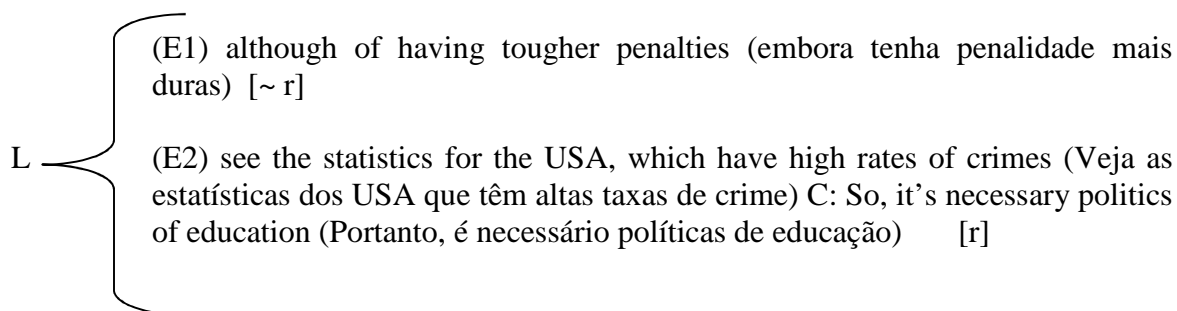 (E1) although of having tougher penalties (embora tenha penalidade mais
duras) [~ r]
L
(E2) see the statistics for the USA, which have high rates of crimes (Veja as
estatísticas dos USA que têm altas taxas de crime) C: So, it’s necessary politics
of education (Portanto, é necessário políticas de educação) [r]